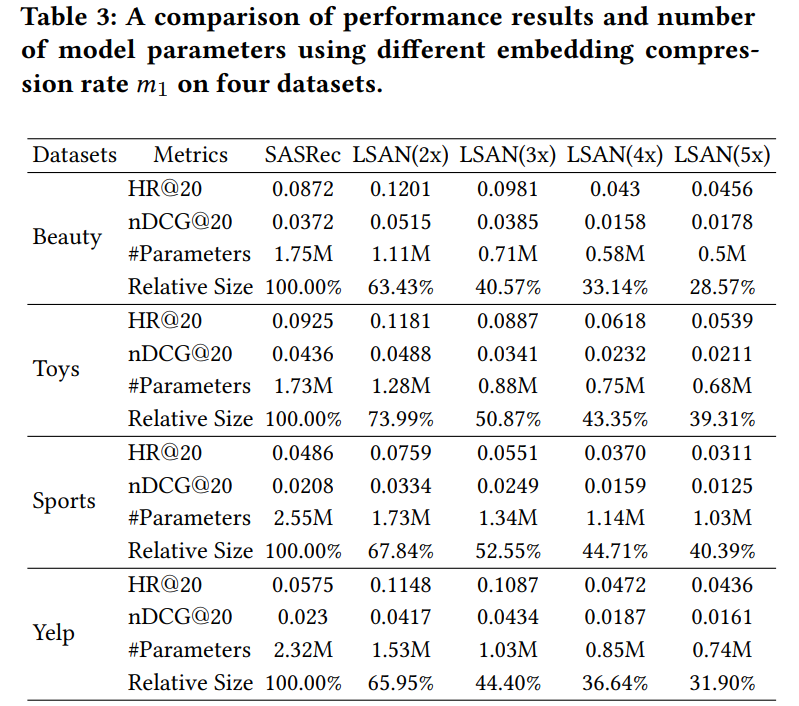 Table 3: A comparison of performance results and number
of model parameters using different embedding compres-
sion rate m1 on four datasets.
Datasets Metrics SASRec LSAN(2x) LSAN(3x) LSAN(4x) LSAN(5x)
Beauty
HR@20 0.0872 0.1201 0.0981 0.043 0.0456
nDCG@20 0.0372 0.0515 0.0385 0.0158 0.0178
#Parameters 1.75M 1.11M 0.71M 0.58M 0.5M
Relative Size 100.00% 63.43% 40.57% 33.14% 28.57%
Toys
HR@20 0.0925 0.1181 0.0887 0.0618 0.0539
nDCG@20 0.0436 0.0488 0.0341 0.0232 0.0211
#Parameters 1.73M 1.28M 0.88M 0.75M 0.68M
Relative Size 100.00% 73.99% 50.87% 43.35% 39.31%
Sports
HR@20 0.0486 0.0759 0.0551 0.0370 0.0311
nDCG@20 0.0208 0.0334 0.0249 0.0159 0.0125
#Parameters 2.55M 1.73M 1.34M 1.14M 1.03M
Relative Size 100.00% 67.84% 52.55% 44.71% 40.39%
Yelp
HR@20 0.0575 0.1148 0.1087 0.0472 0.0436
nDCG@20 0.023 0.0417 0.0434 0.0187 0.0161
#Parameters 2.32M 1.53M 1.03M 0.85M 0.74M
Relative Size 100.00% 65.95% 44.40% 36.64% 31.90%